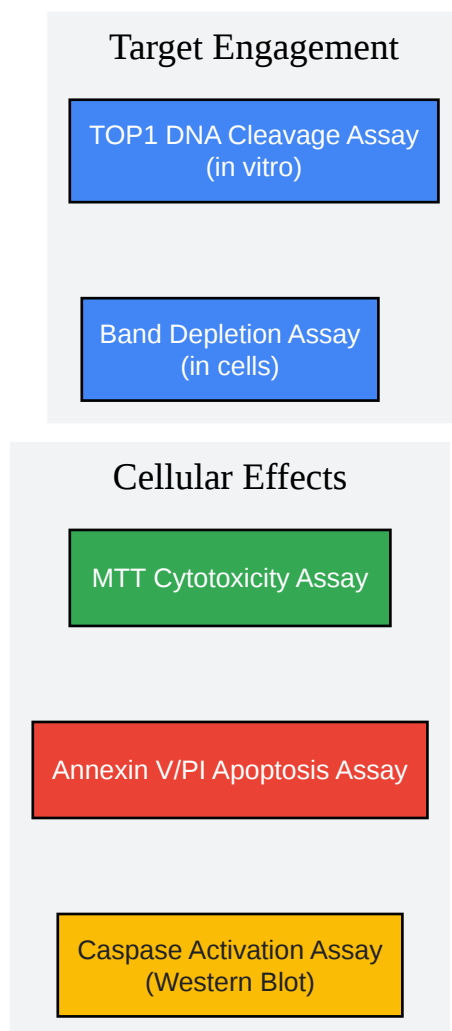 Target Engagement
TOP1 DNA Cleavage Assay
(in vitro)
Band Depletion Assay
(in cells)
Cellular Effects
MTT Cytotoxicity Assay
Annexin V/PI Apoptosis Assay
Caspase Activation Assay
(Western Blot)